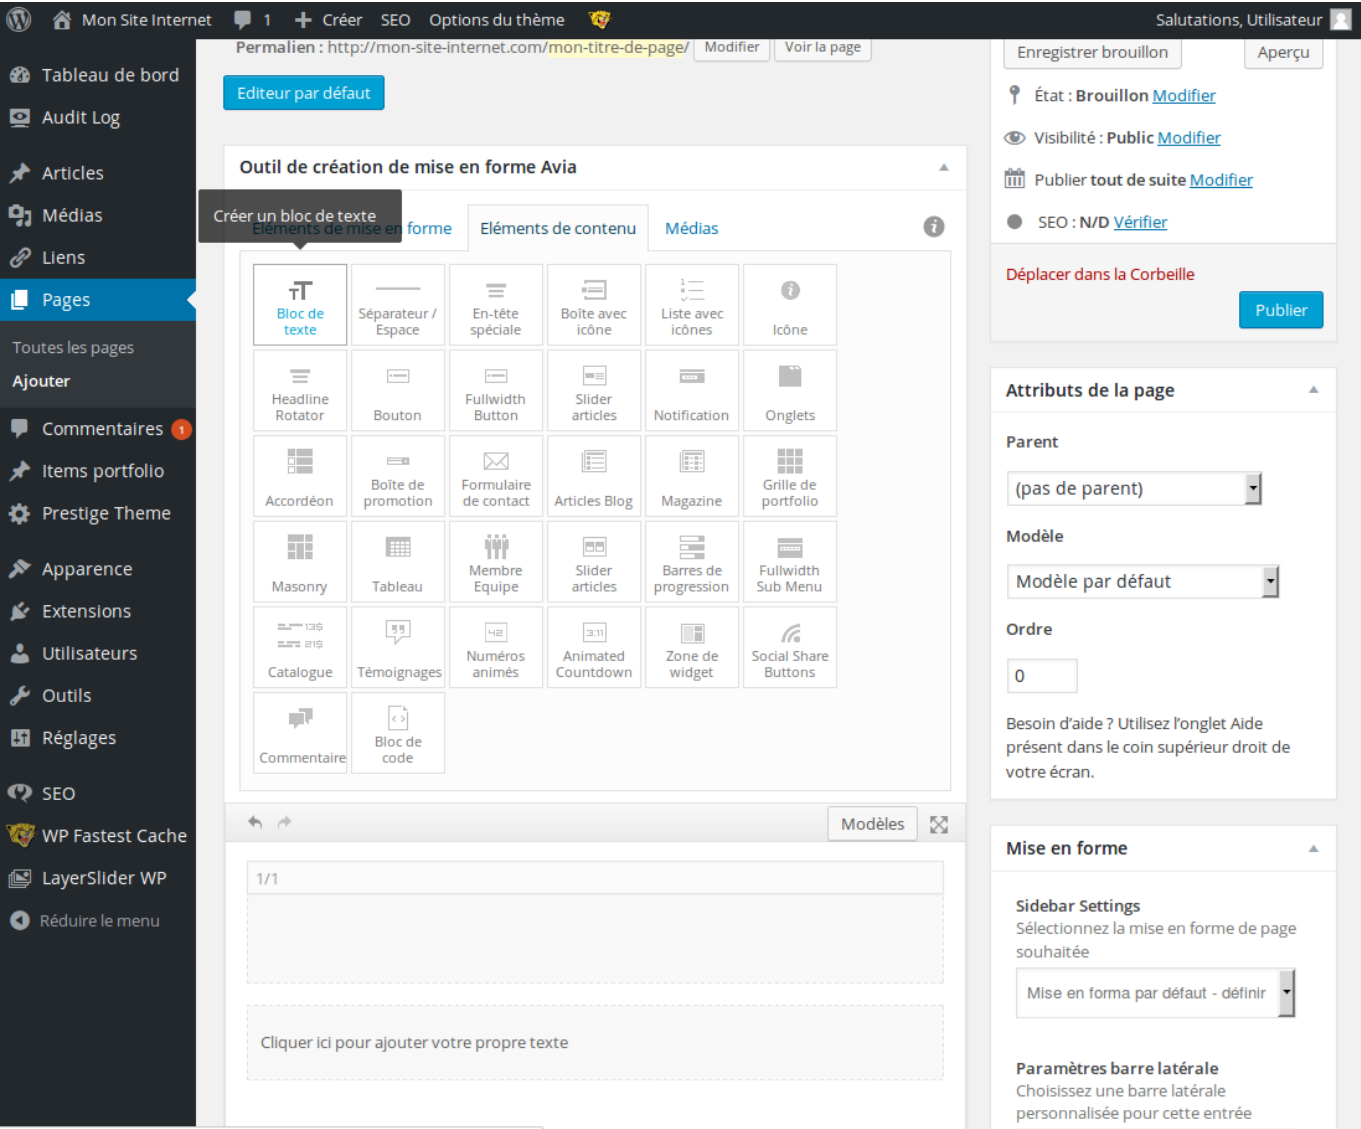 Mon Site Internet
1
Créer
SEO
Options du thème
Salutations, Utilisateur
Tableau de bord
Audit Log
Articles
Médias
Liens
Pages
Toutes les pages
Ajouter
Commentaires 1
Items portfolio
Prestige Theme
Apparence
Extensions
Utilisateurs
Outils
Réglages
SEO
WP Fastest Cache
LayerSlider WP
Réduire le menu
Permalien : http://mon-site-internet.com/mon-titre-de-page/
Modifier
Voir la page
Editeur par défaut
Outil de création de mise en forme Avia
Créer un bloc de texte
Eléments de mise en forme
Eléments de contenu
Médias
Bloc de
texte
Séparateur /
Espace
En-tête
spéciale
Boîte avec
icône
Liste avec
icônes
Icône
Headline
Rotator
Bouton
Fullwidth
Button
Slider
articles
Notification
Onglets
Accordéon
Boîte de
promotion
Formulaire
de contact
Articles Blog
Magazine
Grille de
portfolio
Masonry
Tableau
Membre
Equipe
Slider
articles
Barres de
progression
Fullwidth
Sub Menu
13$
21$
Catalogue
Témoignages
42
Numéros
animés
3:11
Animated
Countdown
Zone de
widget
Social Share
Buttons
Commentaire
Bloc de
code
Modèles
1/1
Cliquer ici pour ajouter votre propre texte
Enregistrer brouillon
Aperçu
État : Brouillon Modifier
Visibilité : Public Modifier
Publier tout de suite Modifier
SEO : N/D Vérifier
Déplacer dans la Corbeille
Publier
Attributs de la page
Parent
(pas de parent)
Modèle
Modèle par défaut
Ordre
0
Besoin d’aide ? Utilisez l’onglet Aide
présent dans le coin supérieur droit de
votre écran.
Mise en forme
Sidebar Settings
Sélectionnez la mise en forme de page
souhaitée
Mise en forma par défaut - définir
Paramètres barre latérale
Choisissez une barre latérale
personnalisée pour cette entrée